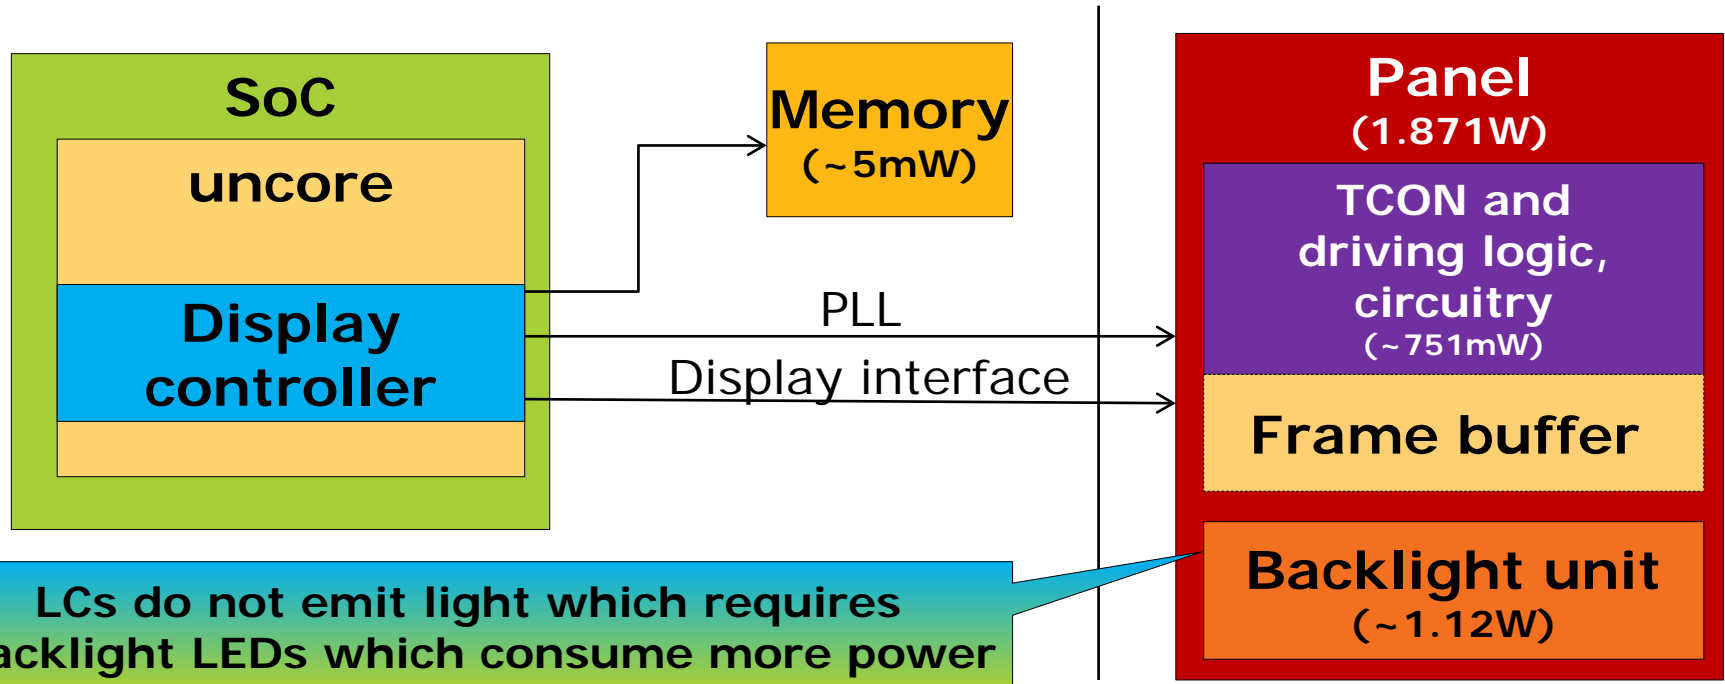 SoC
uncore
Display
controller
Memory
(~5mW)
PLL
Display interface
Panel
(1.871W)
TCON and
driving logic,
circuitry
(~751mW)
Frame buffer
Backlight unit
(~1.12W)
LCs do not emit light which requires
LEDs which consume more power